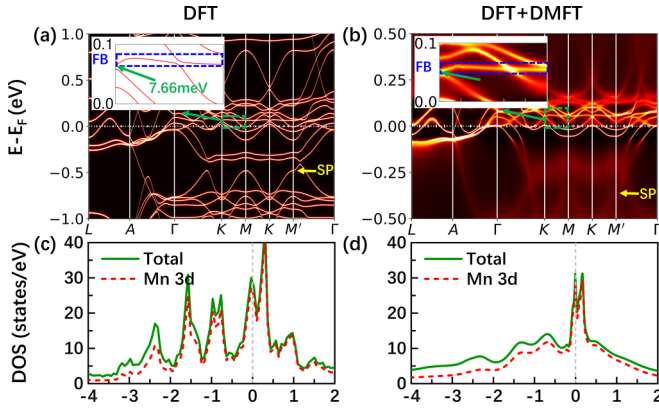 DFT
DFT+DMFT
(a)
(b)
E-E_F (eV)
1.0
0.5
0.0
−0.5
−1.0
0.1
FB
0.0
7.66meV
SP
L A Γ K M K M′ Γ
0.50
0.25
0.00
−0.25
−0.50
0.1
FB
0.0
SP
L A Γ K M K M′ Γ
(c)
(d)
DOS (states/eV)
40
30
20
10
0
Total
Mn 3d
-4 -3 -2 -1 0 1 2
40
30
20
10
0
Total
Mn 3d
-4 -3 -2 -1 0 1 2